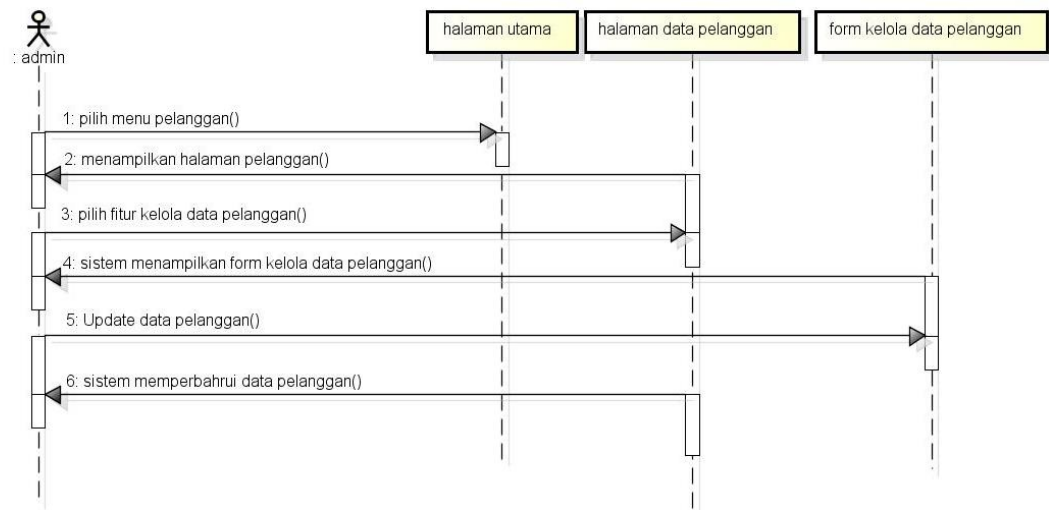 : admin
halaman utama
halaman data pelanggan
form kelola data pelanggan
1: pilih menu pelanggan()
2: menampilkan halaman pelanggan()
3: pilih fitur kelola data pelanggan()
4: sistem menampilkan form kelola data pelanggan()
5: Update data pelanggan()
6: sistem memperbahrui data pelanggan()